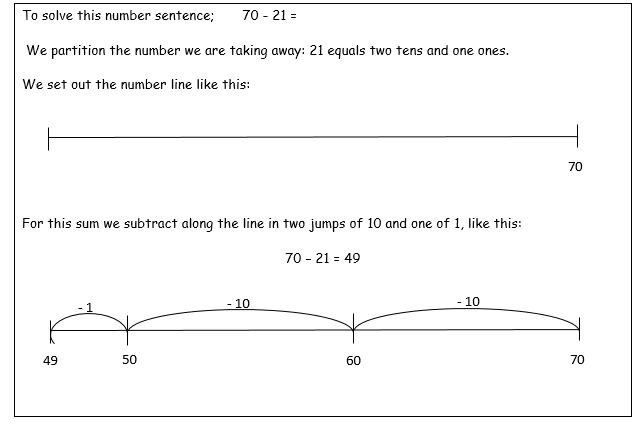 To solve this number sentence; 70 - 21 =
We partition the number we are taking away: 21 equals two tens and one ones.
We set out the number line like this:
70
For this sum we subtract along the line in two jumps of 10 and one of 1, like this:
70 - 21 = 49
- 1 - 10 - 10
49 50 60 70